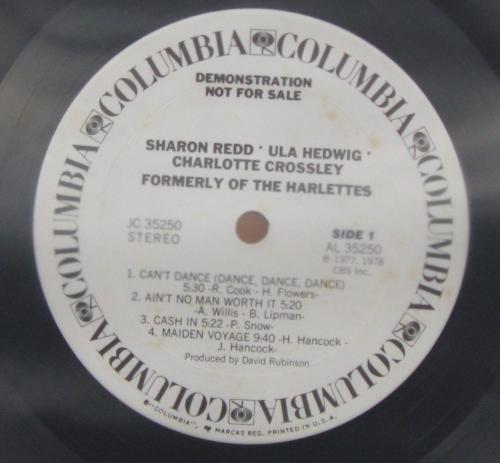 COLUMBIA COLUMBIA COLUMBIA COLUMBIA COLUMBIA COLUMBIA
DEMONSTRATION
NOT FOR SALE
SHARON REDD • ULA HEDWIG •
CHARLOTTE CROSSLEY
FORMERLY OF THE HARLETTES
JC 35250
STEREO
SIDE 1
AL 35250
℗ 1977, 1978
CBS Inc.
1. CAN'T DANCE (DANCE, DANCE, DANCE)
5:30 -R. Cook - H. Flowers-
2. AIN'T NO MAN WORTH IT 5:20
-A. Willis - B. Lipman-
3. CASH IN 5:22 -P. Snow-
4. MAIDEN VOYAGE 9:40 -H. Hancock -
J. Hancock-
Produced by David Rubinson
"COLUMBIA", MARCAS REG. PRINTED IN U.S.A.